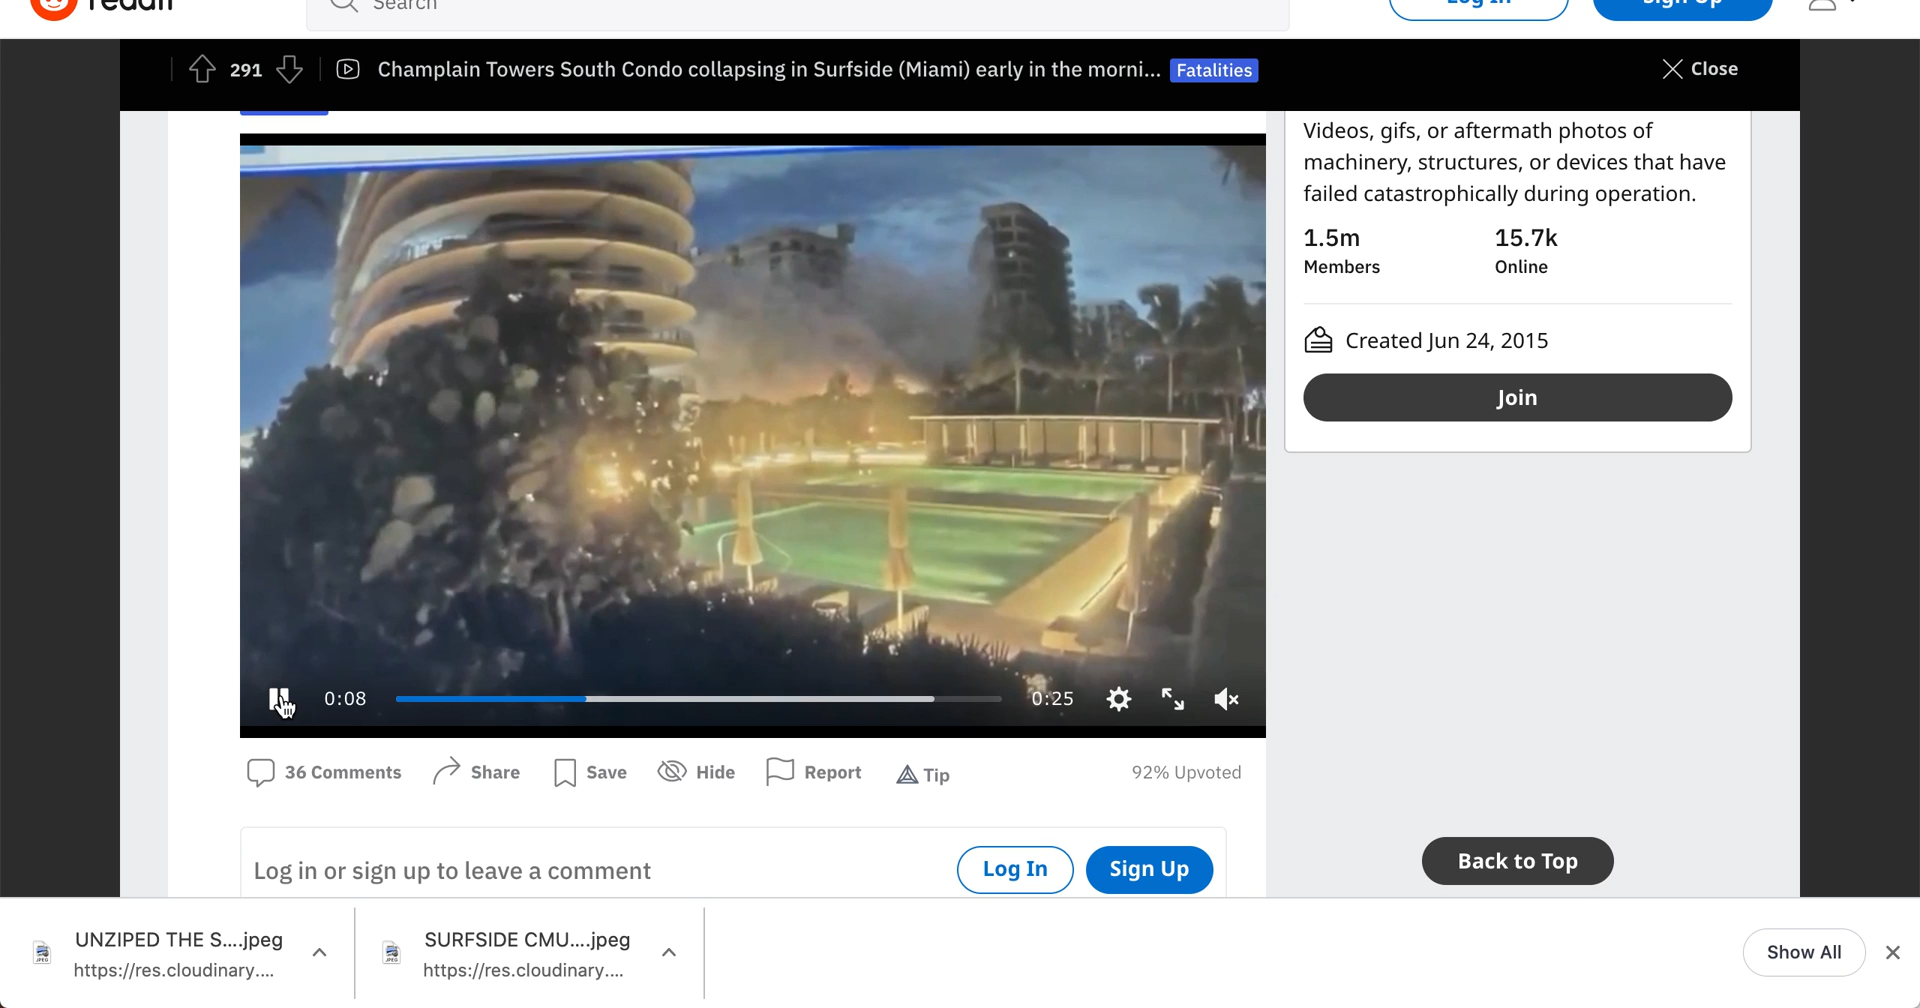 reddit
Search
Log In
Sign Up
291
Champlain Towers South Condo collapsing in Surfside (Miami) early in the morni...
Fatalities
Close
Videos, gifs, or aftermath photos of
machinery, structures, or devices that have
failed catastrophically during operation.
1.5m
15.7k
Members
Online
Created Jun 24, 2015
Join
0:08
0:25
36 Comments
Share
Save
Hide
Report
Tip
92% Upvoted
Log in or sign up to leave a comment
Log In
Sign Up
Back to Top
UNZIPED THE S....jpeg
https://res.cloudinary....
SURFSIDE CMU....jpeg
https://res.cloudinary....
Show All